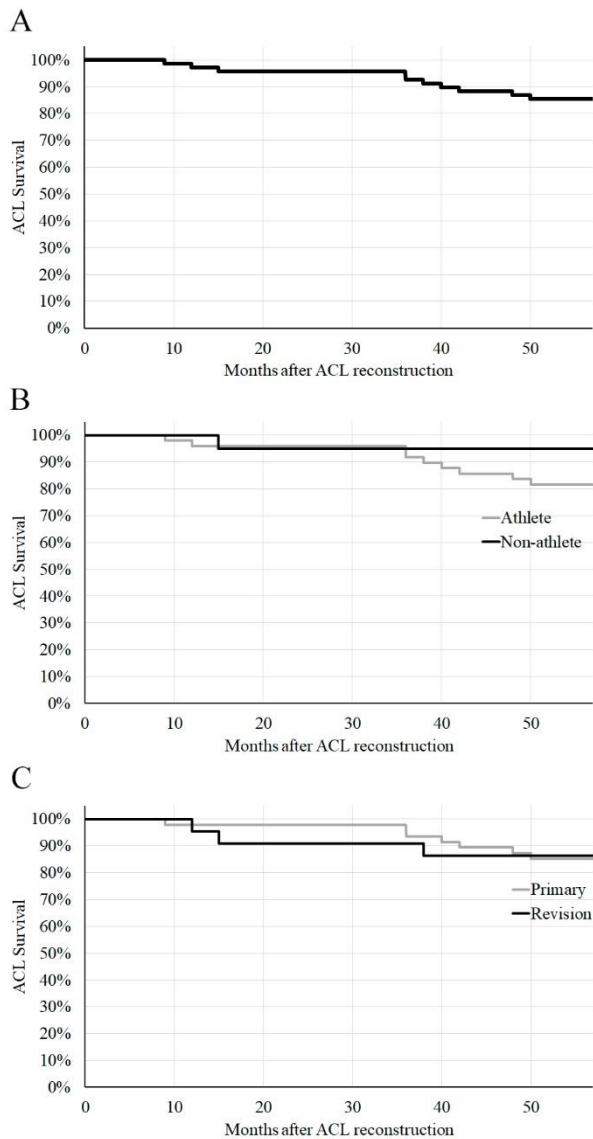 A
100%
90%
80%
70%
60%
50%
40%
30%
20%
10%
0%
ACL Survival
0 10 20 30 40 50
Months after ACL reconstruction
B
100%
90%
80%
70%
60%
50%
40%
30%
20%
10%
0%
ACL Survival
Athlete
Non-athlete
0 10 20 30 40 50
Months after ACL reconstruction
C
100%
90%
80%
70%
60%
50%
40%
30%
20%
10%
0%
ACL Survival
Primary
Revision
0 10 20 30 40 50
Months after ACL reconstruction